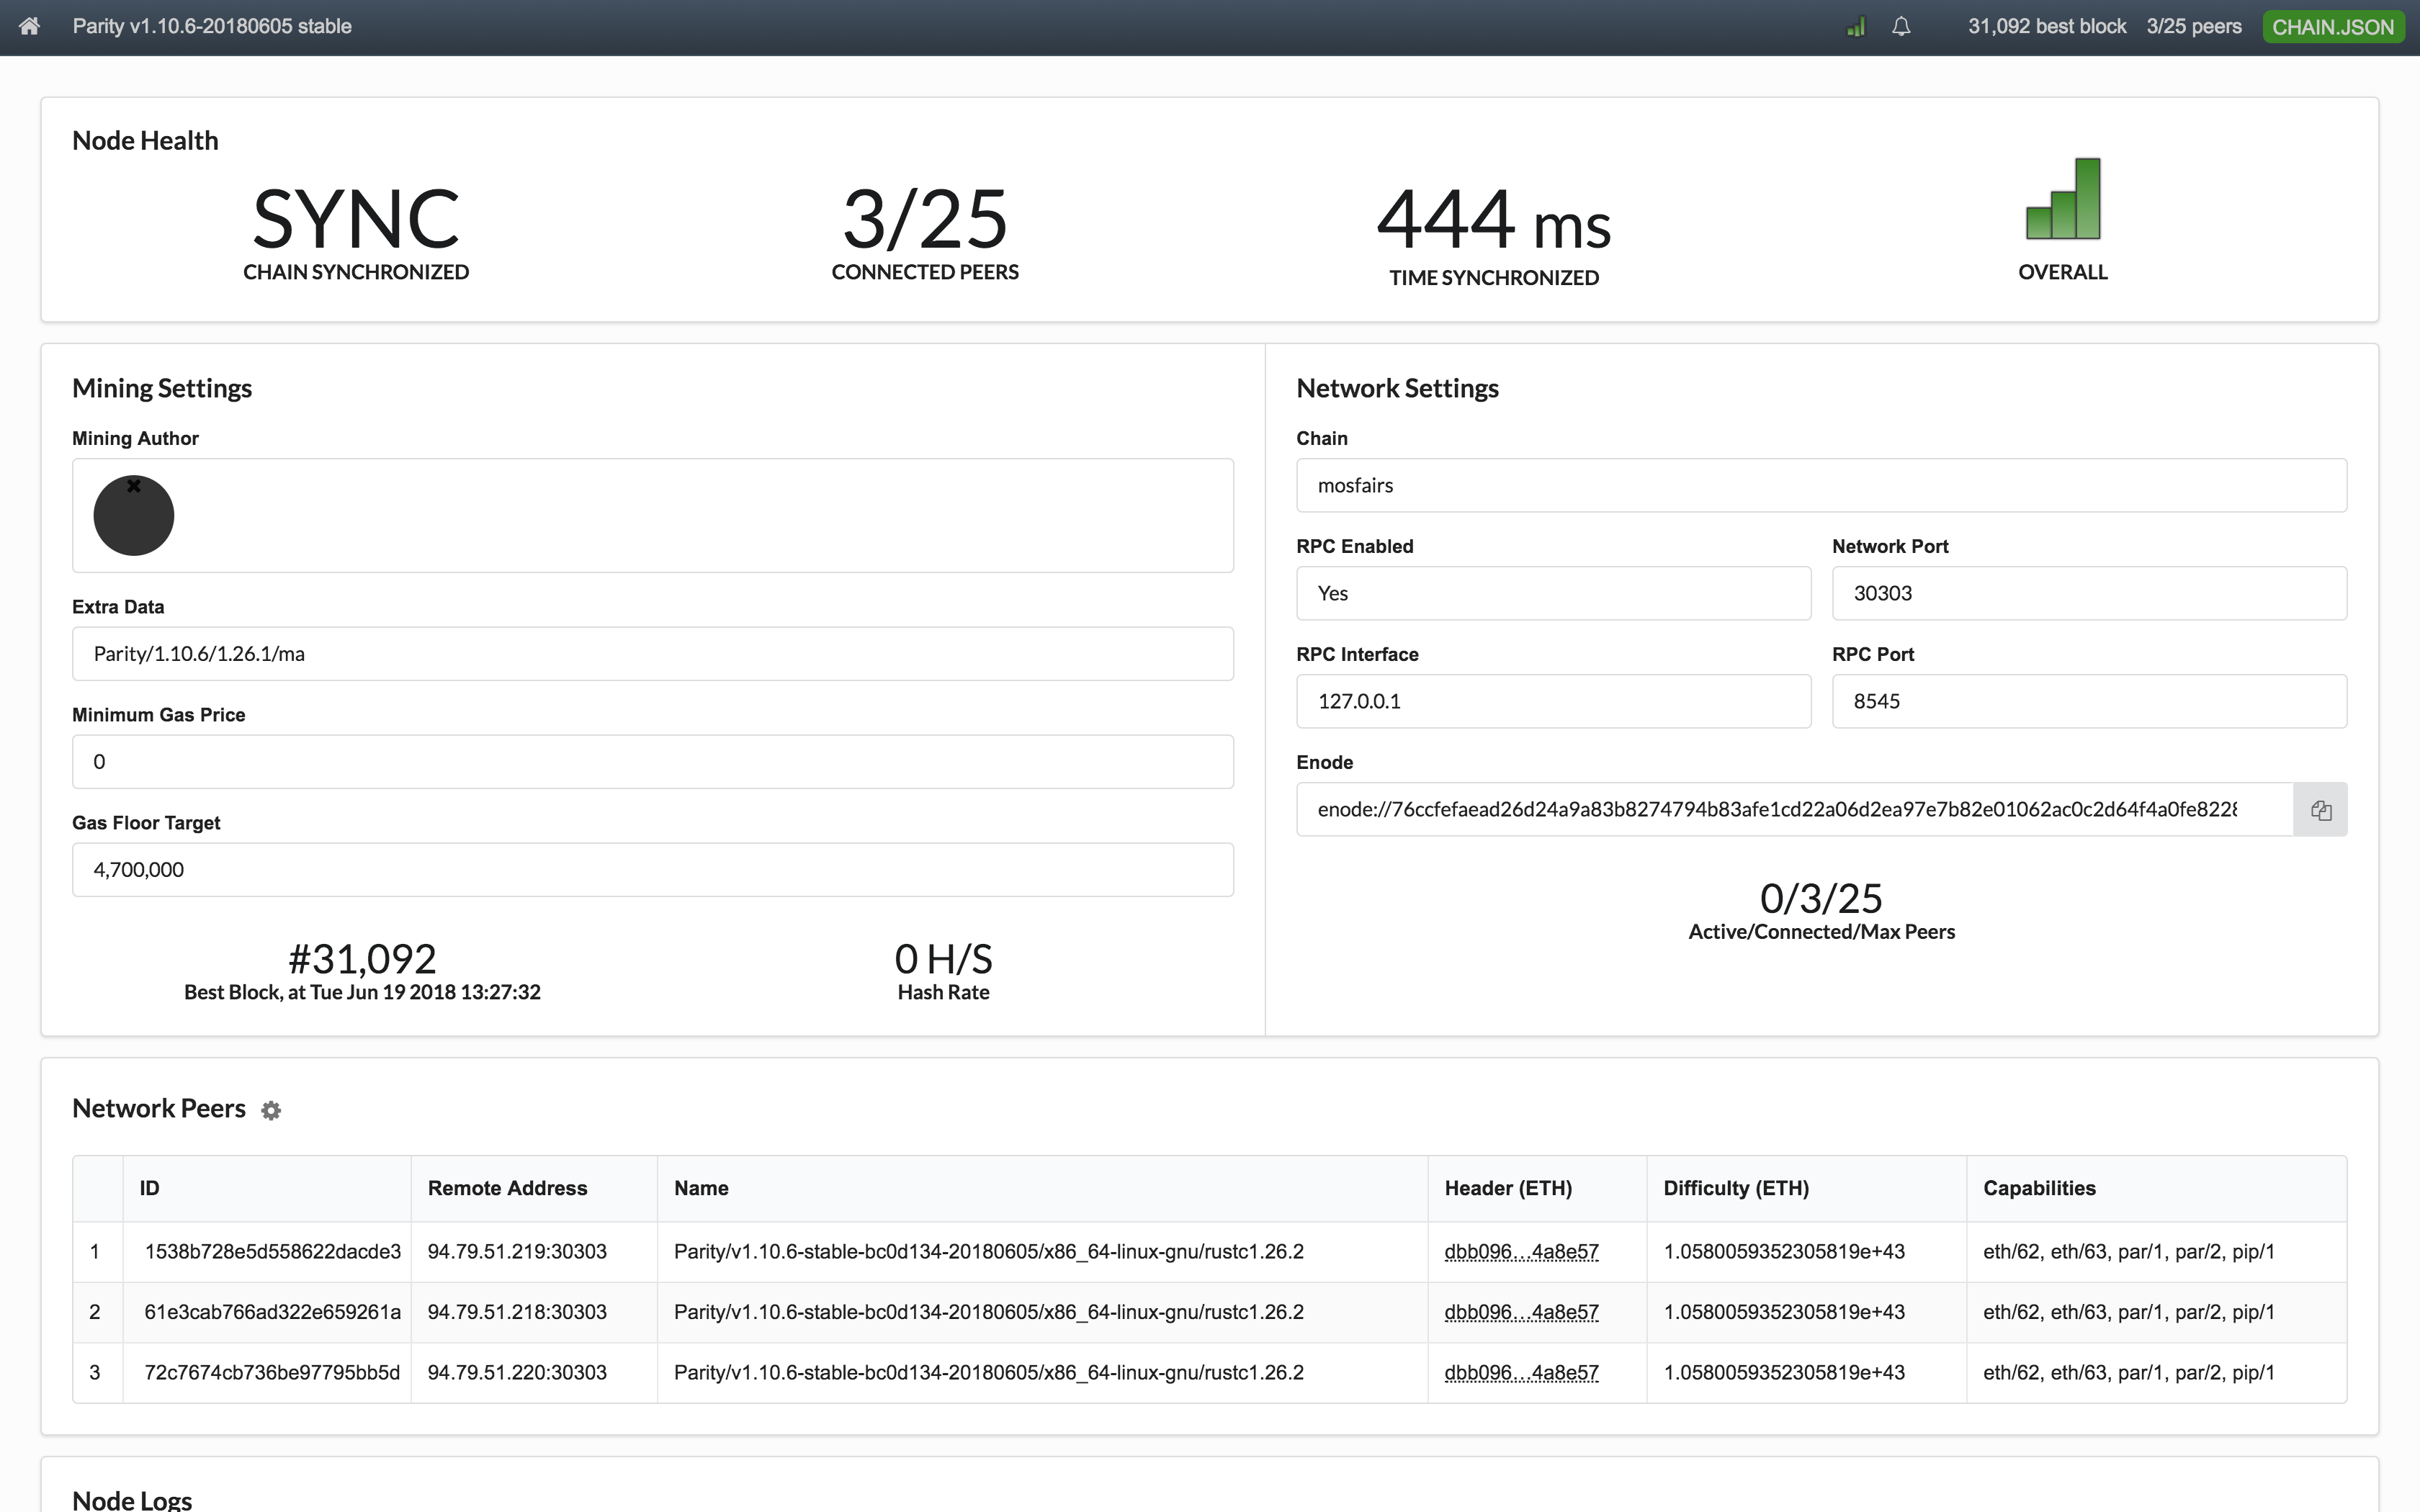 Parity v1.10.6-20180605 stable
31,092 best block 3/25 peers CHAIN.JSON
Node Health
SYNC
CHAIN SYNCHRONIZED
3/25
CONNECTED PEERS
444 ms
TIME SYNCHRONIZED
OVERALL
Mining Settings
Mining Author
Extra Data
Parity/1.10.6/1.26.1/ma
Minimum Gas Price
0
Gas Floor Target
4,700,000
#31,092
Best Block, at Tue Jun 19 2018 13:27:32
0 H/S
Hash Rate
Network Settings
Chain
mosfairs
RPC Enabled
Yes
Network Port
30303
RPC Interface
127.0.0.1
RPC Port
8545
Enode
enode://76ccfefaead26d24a9a83b8274794b83afe1cd22a06d2ea97e7b82e01062ac0c2d64f4a0fe8228
0/3/25
Active/Connected/Max Peers
Network Peers
ID Remote Address Name Header (ETH) Difficulty (ETH) Capabilities
1 1538b728e5d558622dacde3 94.79.51.219:30303 Parity/v1.10.6-stable-bc0d134-20180605/x86_64-linux-gnu/rustc1.26.2 dbb096...4a8e57 1.0580059352305819e+43 eth/62, eth/63, par/1, par/2, pip/1
2 61e3cab766ad322e659261a 94.79.51.218:30303 Parity/v1.10.6-stable-bc0d134-20180605/x86_64-linux-gnu/rustc1.26.2 dbb096...4a8e57 1.0580059352305819e+43 eth/62, eth/63, par/1, par/2, pip/1
3 72c7674cb736be97795bb5d 94.79.51.220:30303 Parity/v1.10.6-stable-bc0d134-20180605/x86_64-linux-gnu/rustc1.26.2 dbb096...4a8e57 1.0580059352305819e+43 eth/62, eth/63, par/1, par/2, pip/1
Node Logs